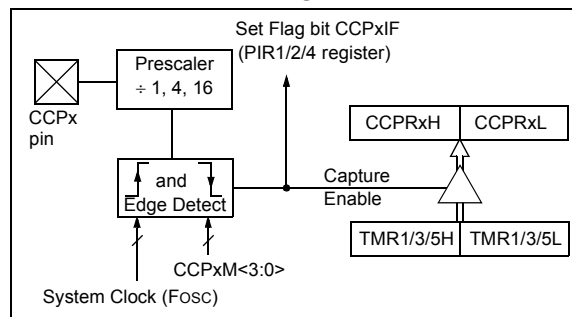 Set Flag bit CCPxIF
(PIR1/2/4 register)
Prescaler
÷ 1, 4, 16
CCPx
pin
CCPRxH
CCPRxL
and
Edge Detect
Capture
Enable
TMR1/3/5H
TMR1/3/5L
CCPxM<3:0>
System Clock (FOSC)